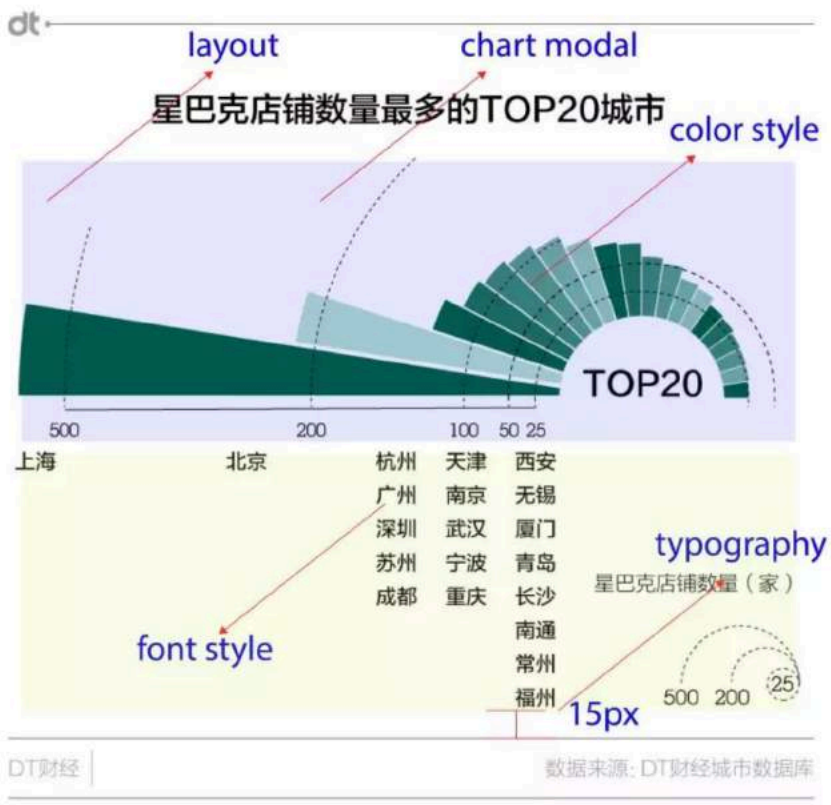 dt
layout
chart modal
星巴克店铺数量最多的TOP20城市
color style
TOP20
500 200 100 50 25
上海 北京 杭州 天津 西安
广州 南京 无锡
深圳 武汉 厦门
苏州 宁波 青岛
成都 重庆 长沙
南通
常州
福州
typography
星巴克店铺数量（家）
font style
500 200 25
15px
DT财经
数据来源: DT财经城市数据库